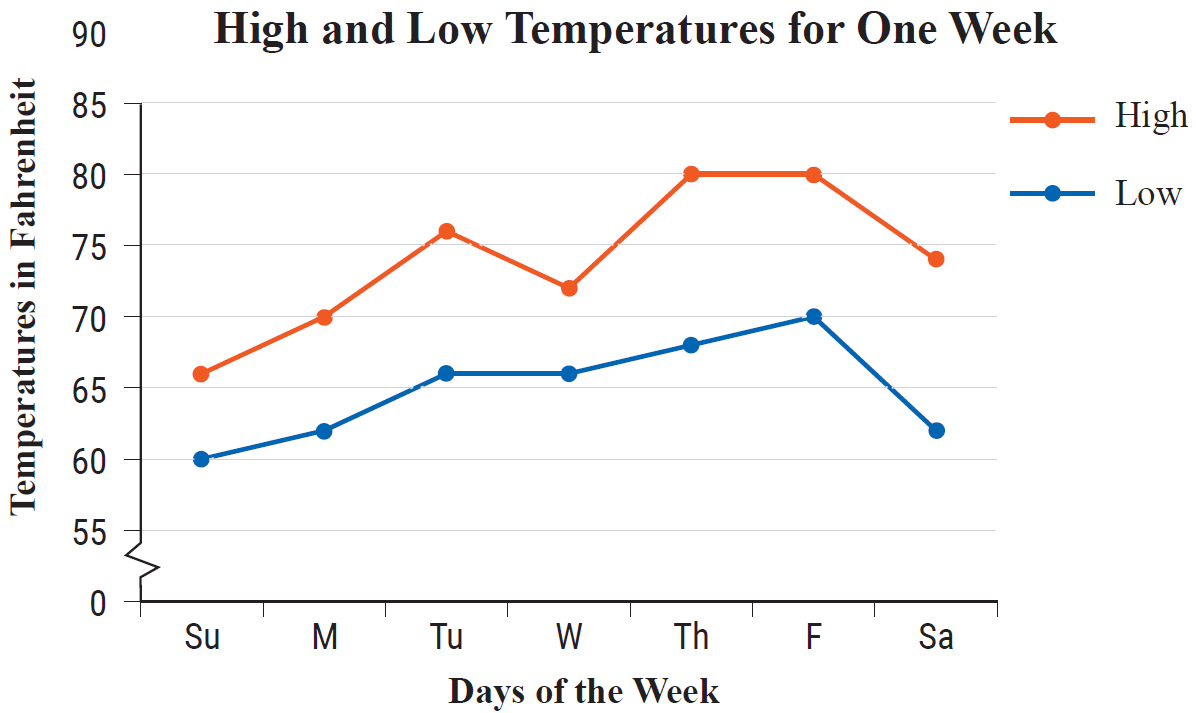 High and Low Temperatures for One Week
Temperatures in Fahrenheit
90
85
80
75
70
65
60
55
0
Su M Tu W Th F Sa
Days of the Week
High
Low